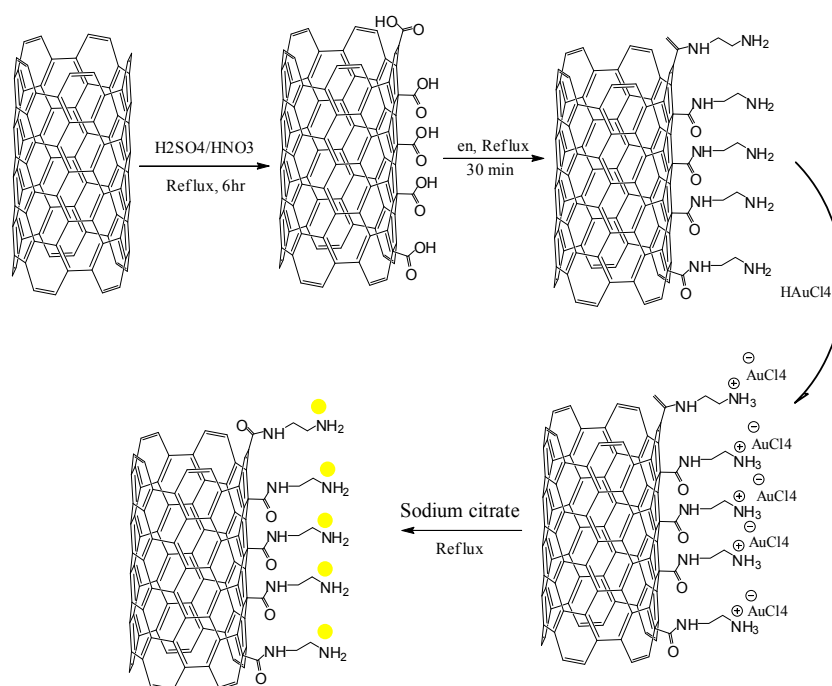 HO
O
OH
O
OH
O
OH
O
OH
O
H2SO4/HNO3
Reflux, 6hr
en, Reflux
30 min
NH
NH2
NH
NH2
O
NH
NH2
O
NH
NH2
O
NH
NH2
O
HAuCl4
NH
NH3
+
−
AuCl4
NH
NH3
+
−
AuCl4
O
NH
NH3
+
−
AuCl4
O
NH
NH3
+
−
AuCl4
O
NH
NH3
+
−
AuCl4
O
Sodium citrate
Reflux
O
NH
NH2
NH
NH2
O
NH
NH2
O
NH
NH2
O
NH
NH2
O